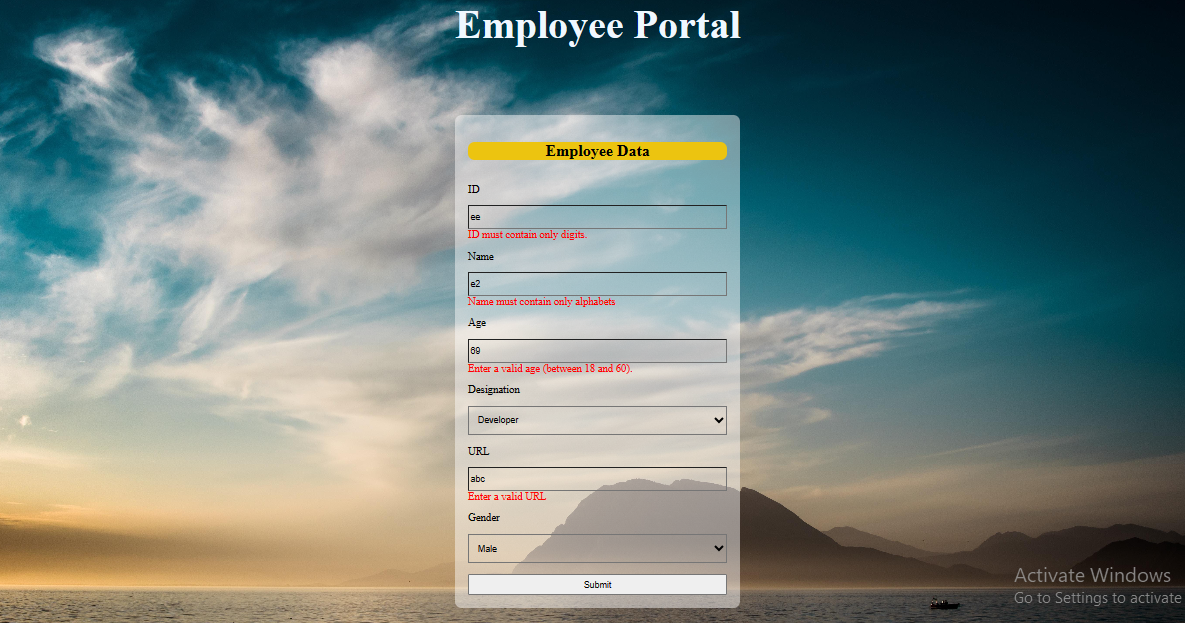 Employee Portal
Employee Data
ID
ee
ID must contain only digits.
Name
e2
Name must contain only alphabets
Age
69
Enter a valid age (between 18 and 60).
Designation
Developer
URL
abc
Enter a valid URL
Gender
Male
Submit
Activate Windows
Go to Settings to activate